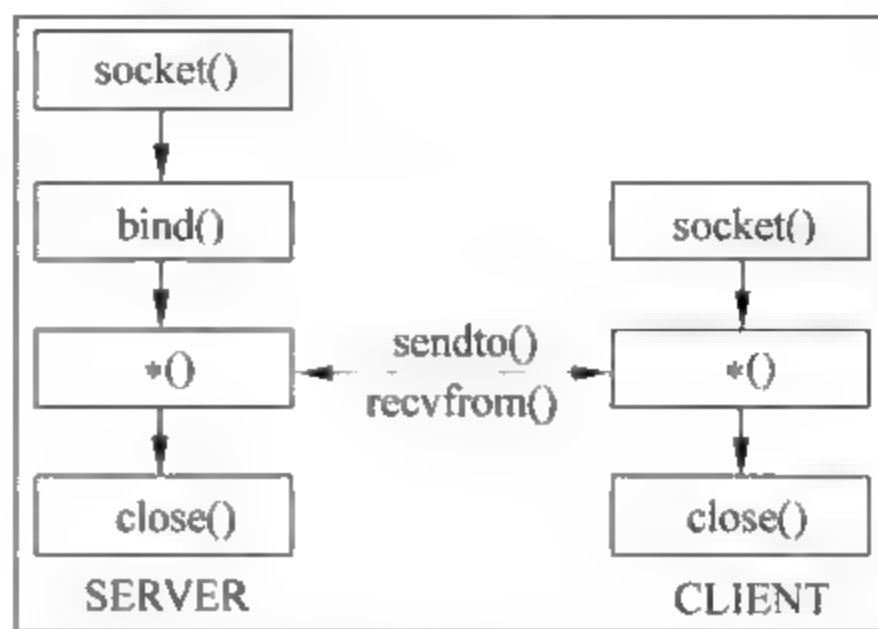 socket()
bind()
*()
close()
SERVER
sendto()
recvfrom()
socket()
*()
close()
CLIENT